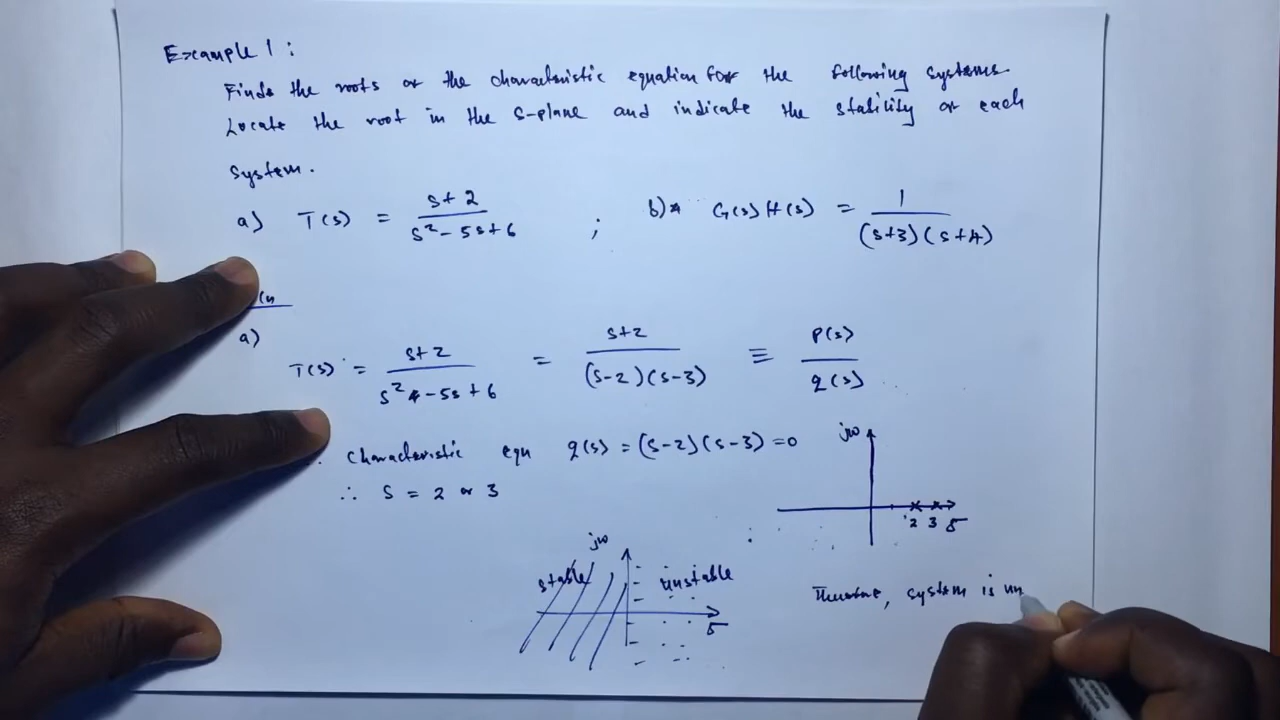 Example 1:
Finds the roots of the characteristic equation for the following systems.
Locate the root in the s-plane and indicate the stability of each
system.
a) T(s) = s+2 / s² - 5s + 6 ; b) G(s)H(s) = 1 / (s+3)(s+4)
a)
T(s) = s+2 / s² - 5s + 6 = s+2 / (s-2)(s-3) ≡ P(s) / q(s)
characteristic eqn q(s) = (s-2)(s-3) = 0
∴ s = 2 or 3
jω
2 3 σ
jω
stable unstable
σ
Therefore, system is un